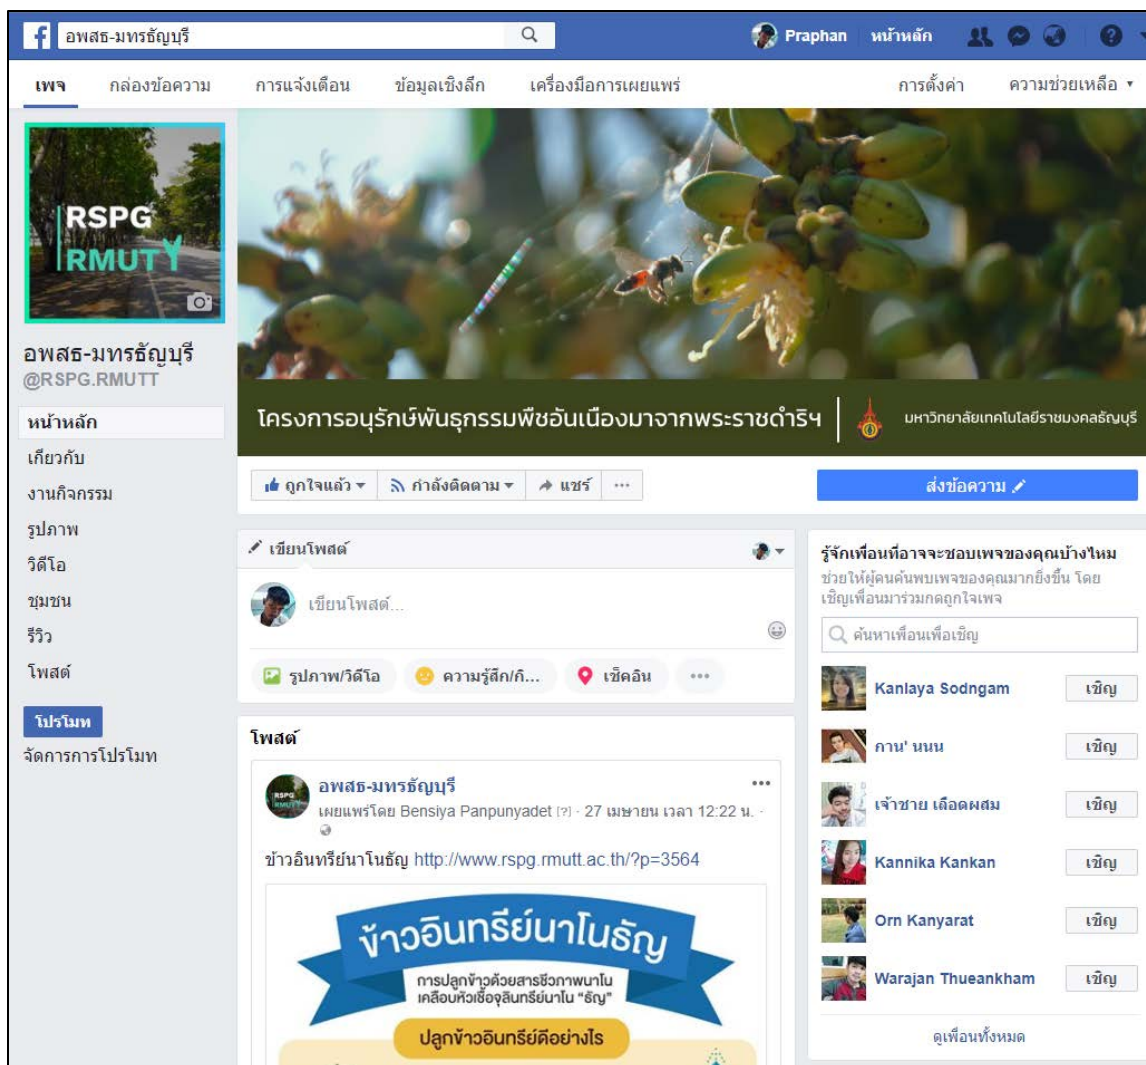 อพสธ-มทรธัญบุรี
Praphan หน้าหลัก
เพจ กล่องข้อความ การแจ้งเตือน ข้อมูลเชิงลึก เครื่องมือการเผยแพร่ การตั้งค่า ความช่วยเหลือ
RSPG
RMUTT
อพสธ-มทรธัญบุรี
@RSPG.RMUTT
หน้าหลัก
เกี่ยวกับ
งานกิจกรรม
รูปภาพ
วิดีโอ
ชุมชน
รีวิว
โพสต์
โปรโมท
จัดการการโปรโมท
โครงการอนุรักษ์พันธุกรรมพืชอันเนื่องมาจากพระราชดำริฯ
มหาวิทยาลัยเทคโนโลยีราชมงคลธัญบุรี
ถูกใจแล้ว กำลังติดตาม แชร์ ...
ส่งข้อความ
เขียนโพสต์
เขียนโพสต์...
รูปภาพ/วิดีโอ ความรู้สึก/กิ... เช็คอิน
โพสต์
อพสธ-มทรธัญบุรี
เผยแพร่โดย Bensiya Panpunyadet [?] · 27 เมษายน เวลา 12:22 น. ·
ข้าวอินทรีย์นาโนธัญ http://www.rspg.rmutt.ac.th/?p=3564
ข้าวอินทรีย์นาโนธัญ
การปลูกข้าวด้วยสารชีวภาพนาโน
เคลือบหัวเชื้อจุลินทรีย์นาโน "ธัญ"
ปลูกข้าวอินทรีย์ดีอย่างไร
รู้จักเพื่อนที่อาจจะชอบเพจของคุณบ้างไหม
ช่วยให้ผู้คนค้นพบเพจของคุณมากยิ่งขึ้น โดย
เชิญเพื่อนมาร่วมกดถูกใจเพจ
ค้นหาเพื่อนเพื่อเชิญ
Kanlaya Sodngam เชิญ
กาน' นนน เชิญ
เจ้าชาย เลือดผสม เชิญ
Kannika Kankan เชิญ
Orn Kanyarat เชิญ
Warajan Thueankham เชิญ
ดูเพื่อนทั้งหมด